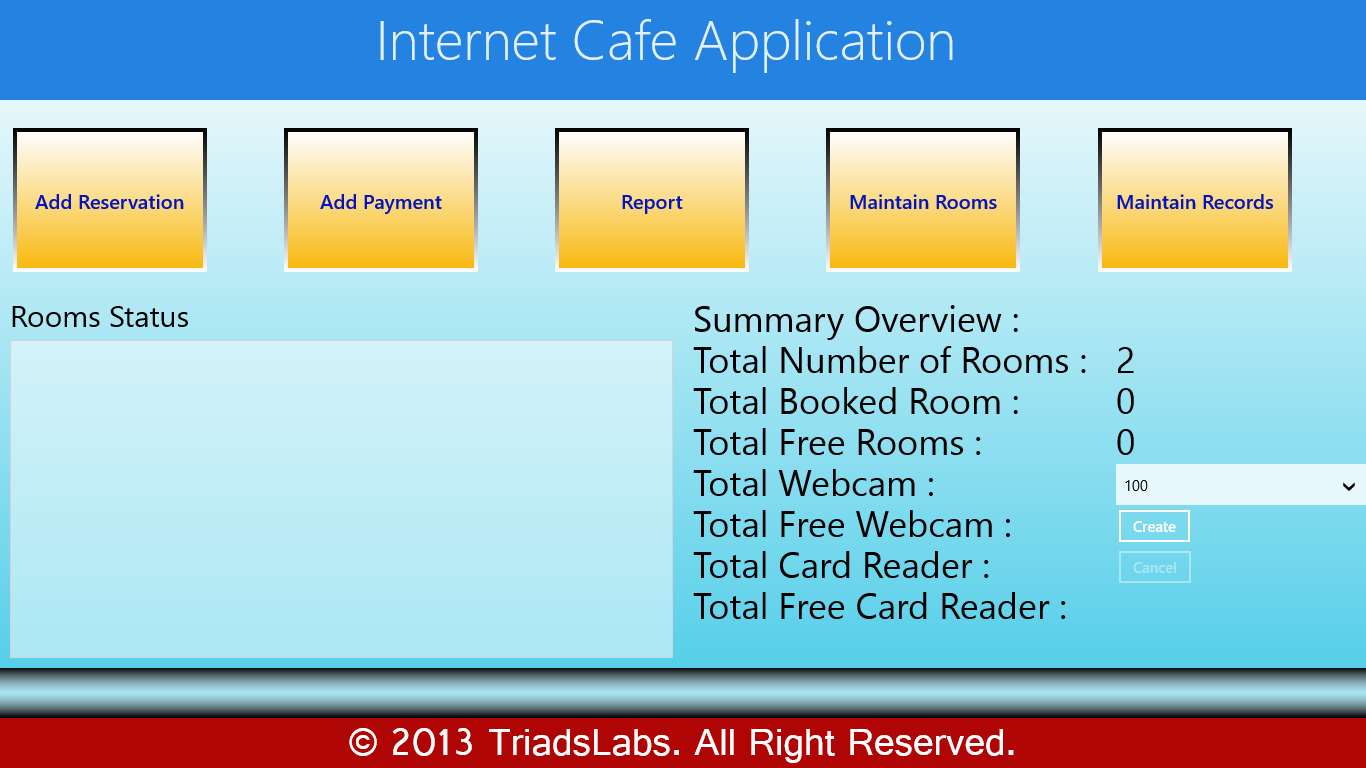 Internet Cafe Application
Add Reservation
Add Payment
Report
Maintain Rooms
Maintain Records
Rooms Status
Summary Overview :
Total Number of Rooms : 2
Total Booked Room : 0
Total Free Rooms : 0
Total Webcam : 100
Total Free Webcam : Create
Total Card Reader : Cancel
Total Free Card Reader :
© 2013 TriadsLabs. All Right Reserved.